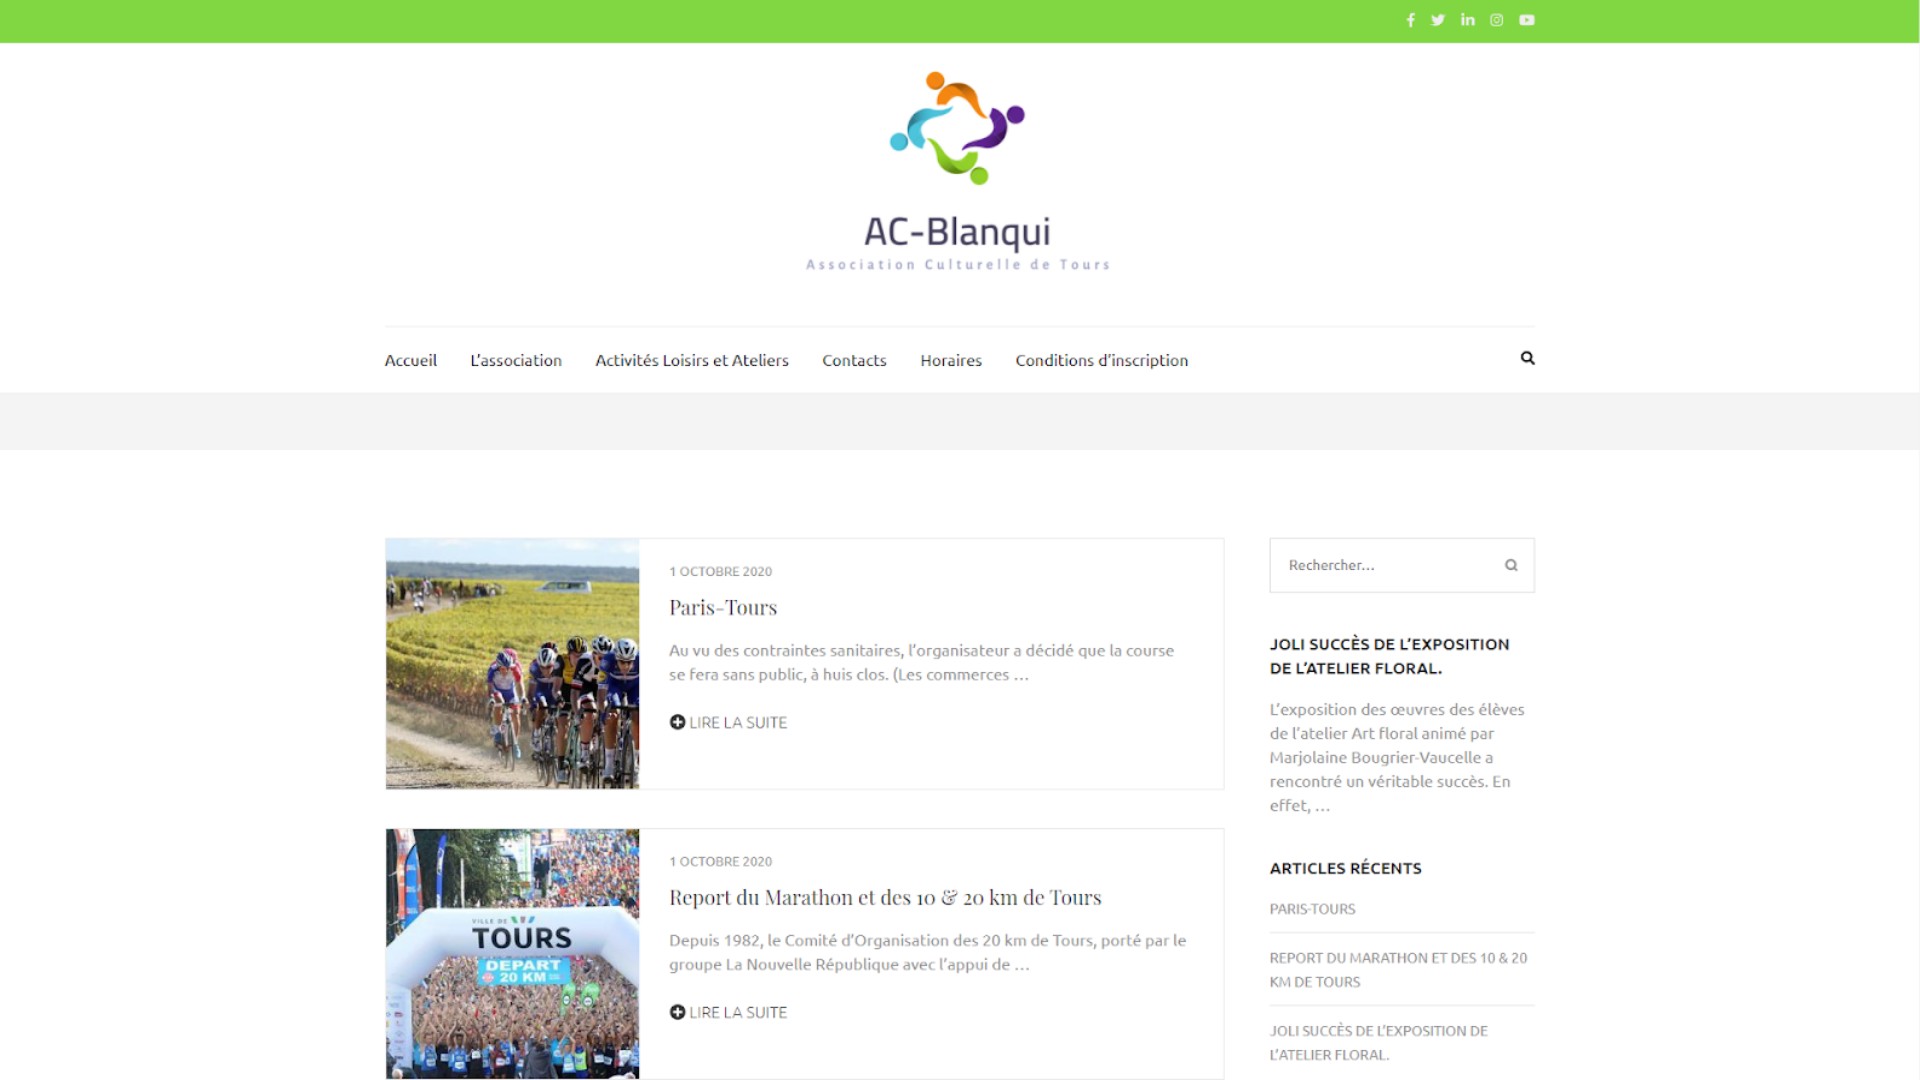 AC-Blanqui
Association Culturelle de Tours
Accueil
L'association
Activités Loisirs et Ateliers
Contacts
Horaires
Conditions d'inscription
1 OCTOBRE 2020
Paris-Tours
Au vu des contraintes sanitaires, l'organisateur a décidé que la course
se fera sans public, à huis clos. (Les commerces …
LIRE LA SUITE
VILLE DE
TOURS
DEPART
20 KM
1 OCTOBRE 2020
Report du Marathon et des 10 & 20 km de Tours
Depuis 1982, le Comité d'Organisation des 20 km de Tours, porté par le
groupe La Nouvelle République avec l'appui de …
LIRE LA SUITE
Rechercher…
JOLI SUCCÈS DE L'EXPOSITION
DE L'ATELIER FLORAL.
L'exposition des œuvres des élèves
de l'atelier Art floral animé par
Marjolaine Bougrier-Vaucelle a
rencontré un véritable succès. En
effet, …
ARTICLES RÉCENTS
PARIS-TOURS
REPORT DU MARATHON ET DES 10 & 20
KM DE TOURS
JOLI SUCCÈS DE L'EXPOSITION DE
L'ATELIER FLORAL.